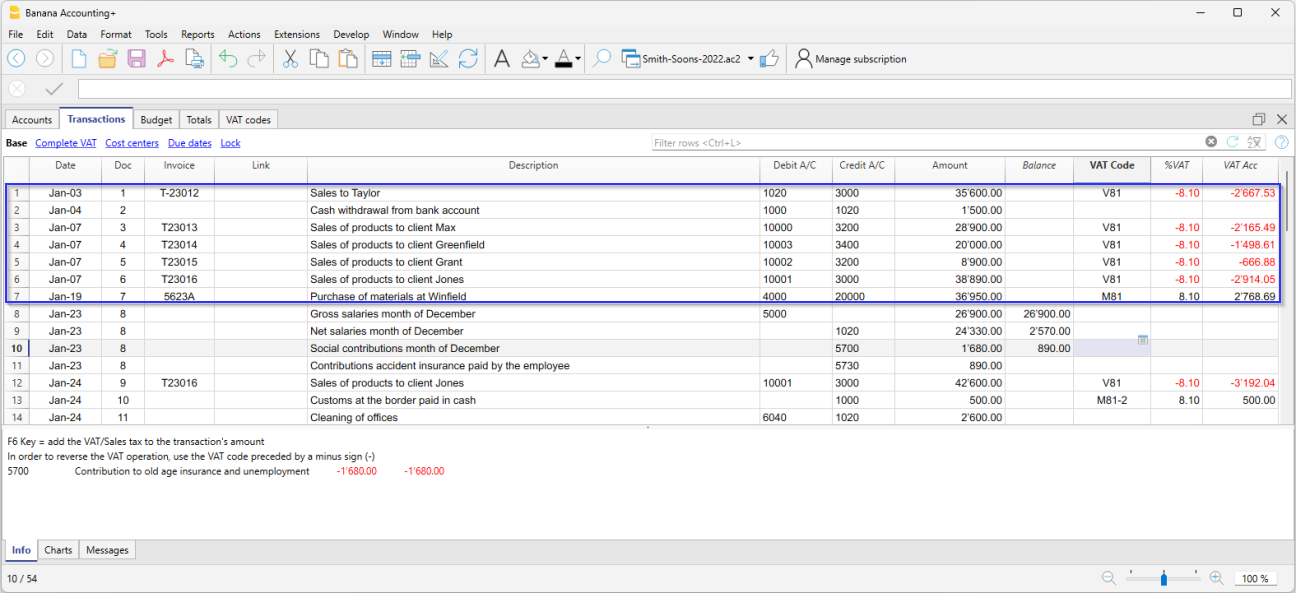 Banana Accounting+
File Edit Data Format Tools Reports Actions Extensions Develop Window Help
Smith-Soons-2022.ac2 Manage subscription
Accounts Transactions Budget Totals VAT codes
Base Complete VAT Cost centers Due dates Lock Filter rows <Ctrl+L>
Date Doc Invoice Link Description Debit A/C Credit A/C Amount Balance VAT Code %VAT VAT Acc
1 Jan-03 1 T-23012 Sales to Taylor 1020 3000 35'600.00 V81 -8.10 -2'667.53
2 Jan-04 2 Cash withdrawal from bank account 1000 1020 1'500.00
3 Jan-07 3 T23013 Sales of products to client Max 10000 3200 28'900.00 V81 -8.10 -2'165.49
4 Jan-07 4 T23014 Sales of products to client Greenfield 10003 3400 20'000.00 V81 -8.10 -1'498.61
5 Jan-07 5 T23015 Sales of products to client Grant 10002 3200 8'900.00 V81 -8.10 -666.88
6 Jan-07 6 T23016 Sales of products to client Jones 10001 3000 38'890.00 V81 -8.10 -2'914.05
7 Jan-19 7 5623A Purchase of materials at Winfield 4000 20000 36'950.00 M81 8.10 2'768.69
8 Jan-23 8 Gross salaries month of December 5000 26'900.00 26'900.00
9 Jan-23 8 Net salaries month of December 1020 24'330.00 2'570.00
10 Jan-23 8 Social contributions month of December 5700 1'680.00 890.00
11 Jan-23 8 Contributions accident insurance paid by the employee 5730 890.00
12 Jan-24 9 T23016 Sales of products to client Jones 10001 3000 42'600.00 V81 -8.10 -3'192.04
13 Jan-24 10 Customs at the border paid in cash 1000 500.00 M81-2 8.10 500.00
14 Jan-24 11 Cleaning of offices 6040 1020 2'600.00
F6 Key = add the VAT/Sales tax to the transaction's amount
In order to reverse the VAT operation, use the VAT code preceded by a minus sign (-)
5700 Contribution to old age insurance and unemployment -1'680.00 -1'680.00
Info Charts Messages
10 / 54 100 %